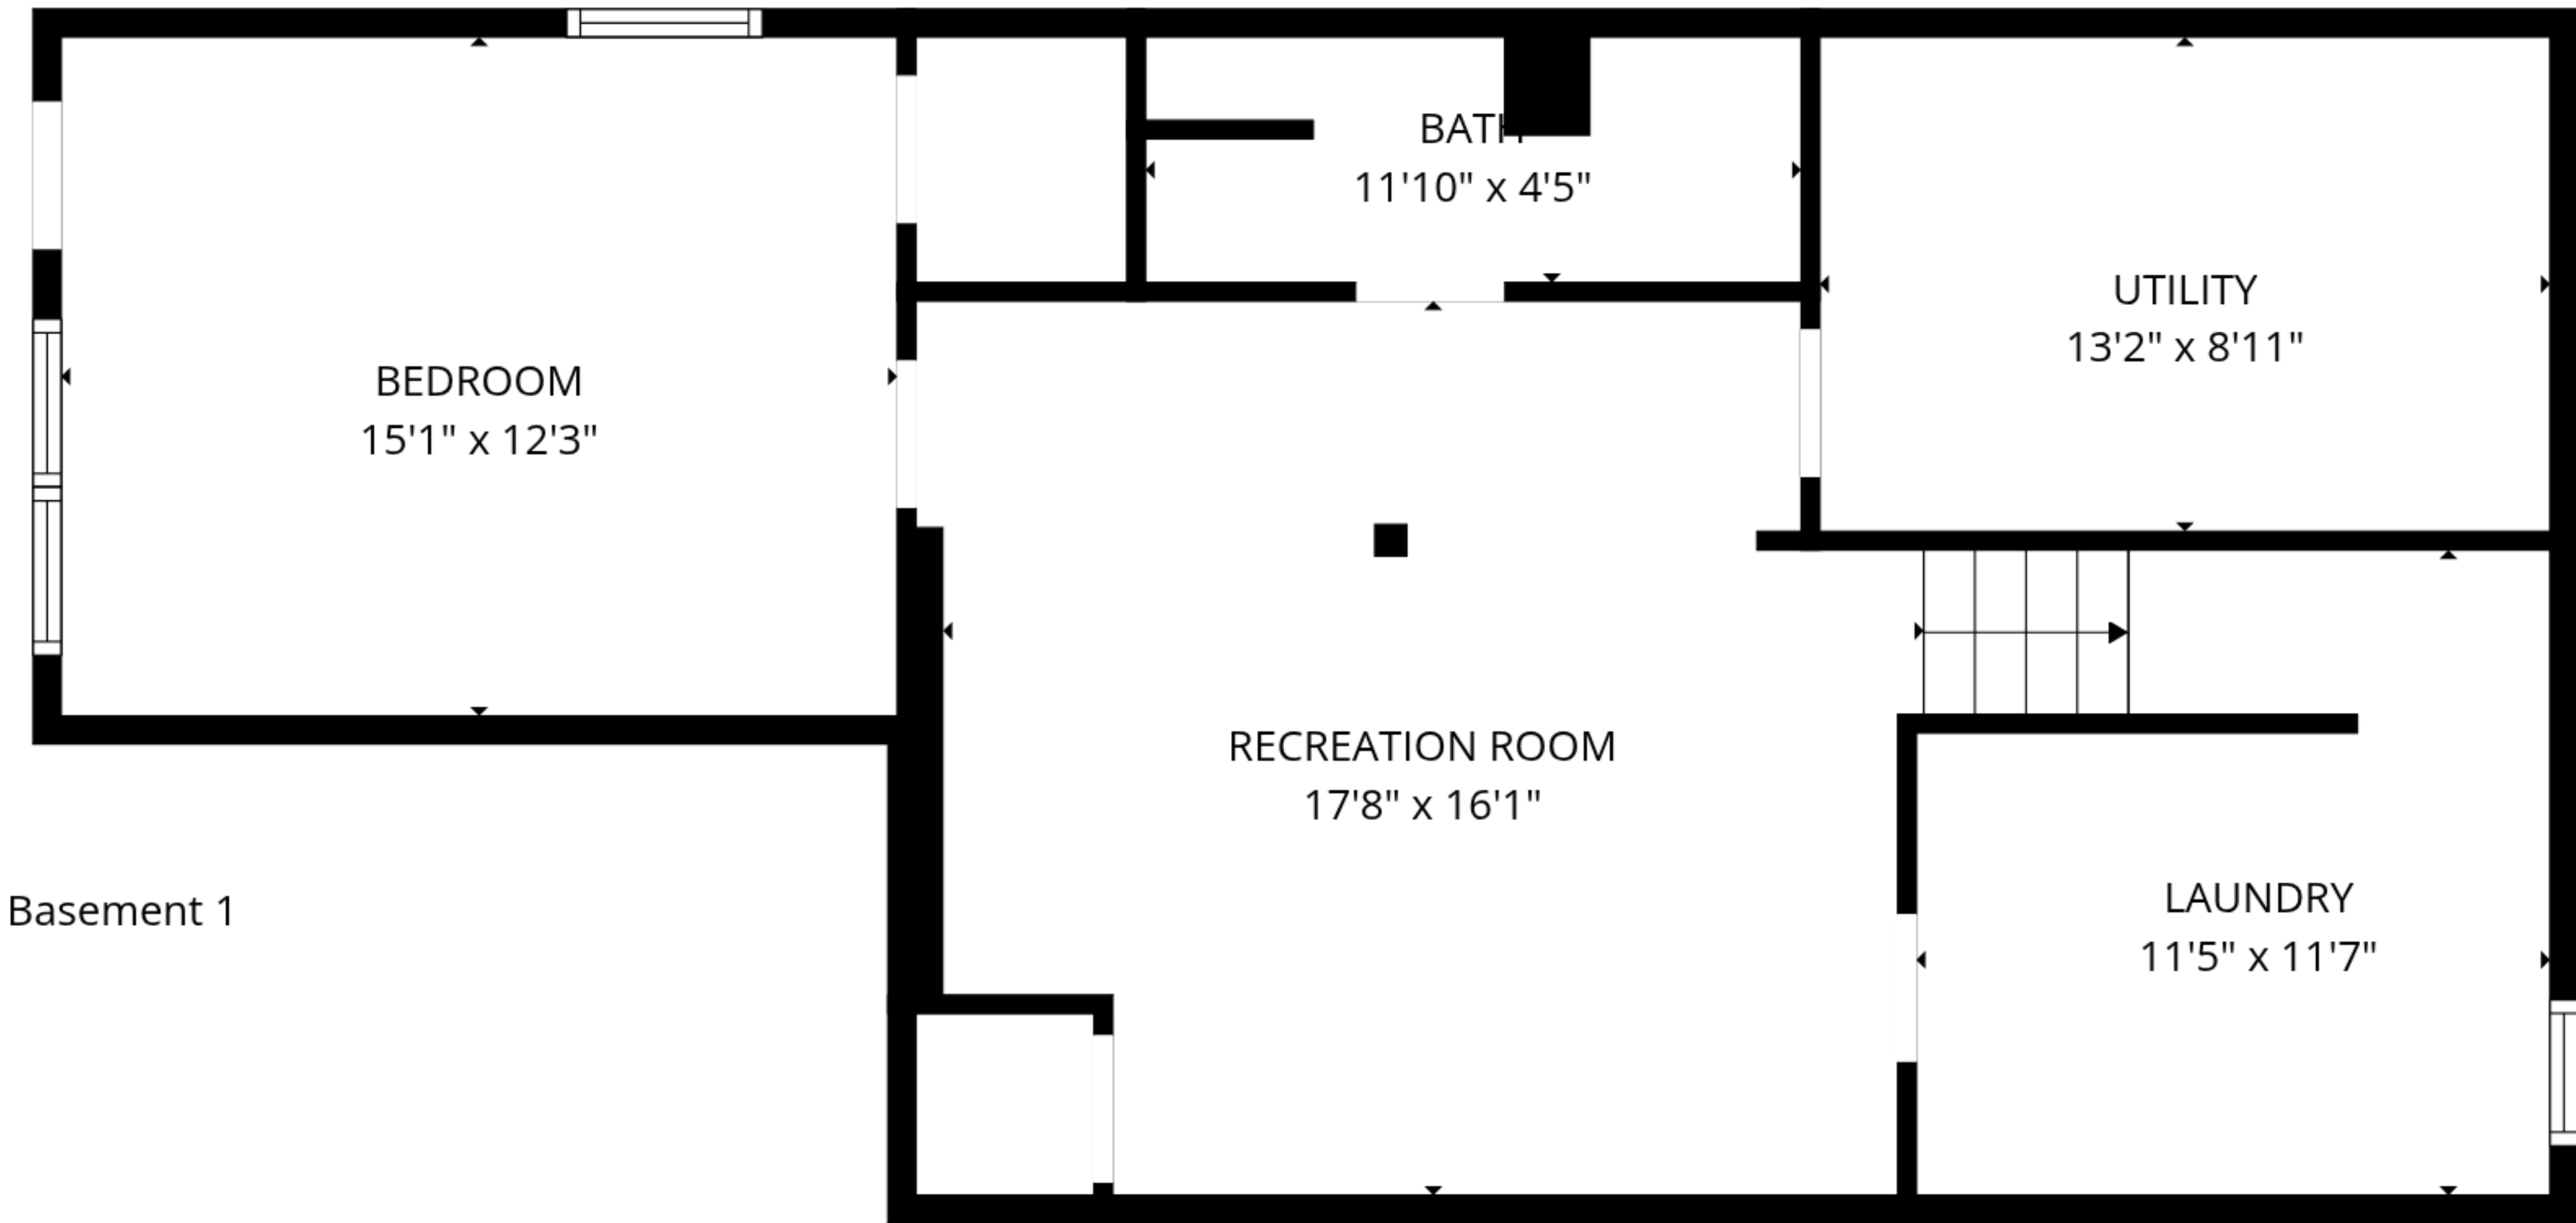 BATH
11'10" x 4'5"
UTILITY
13'2" x 8'11"
BEDROOM
15'1" x 12'3"
RECREATION ROOM
17'8" x 16'1"
LAUNDRY
11'5" x 11'7"
Basement 1